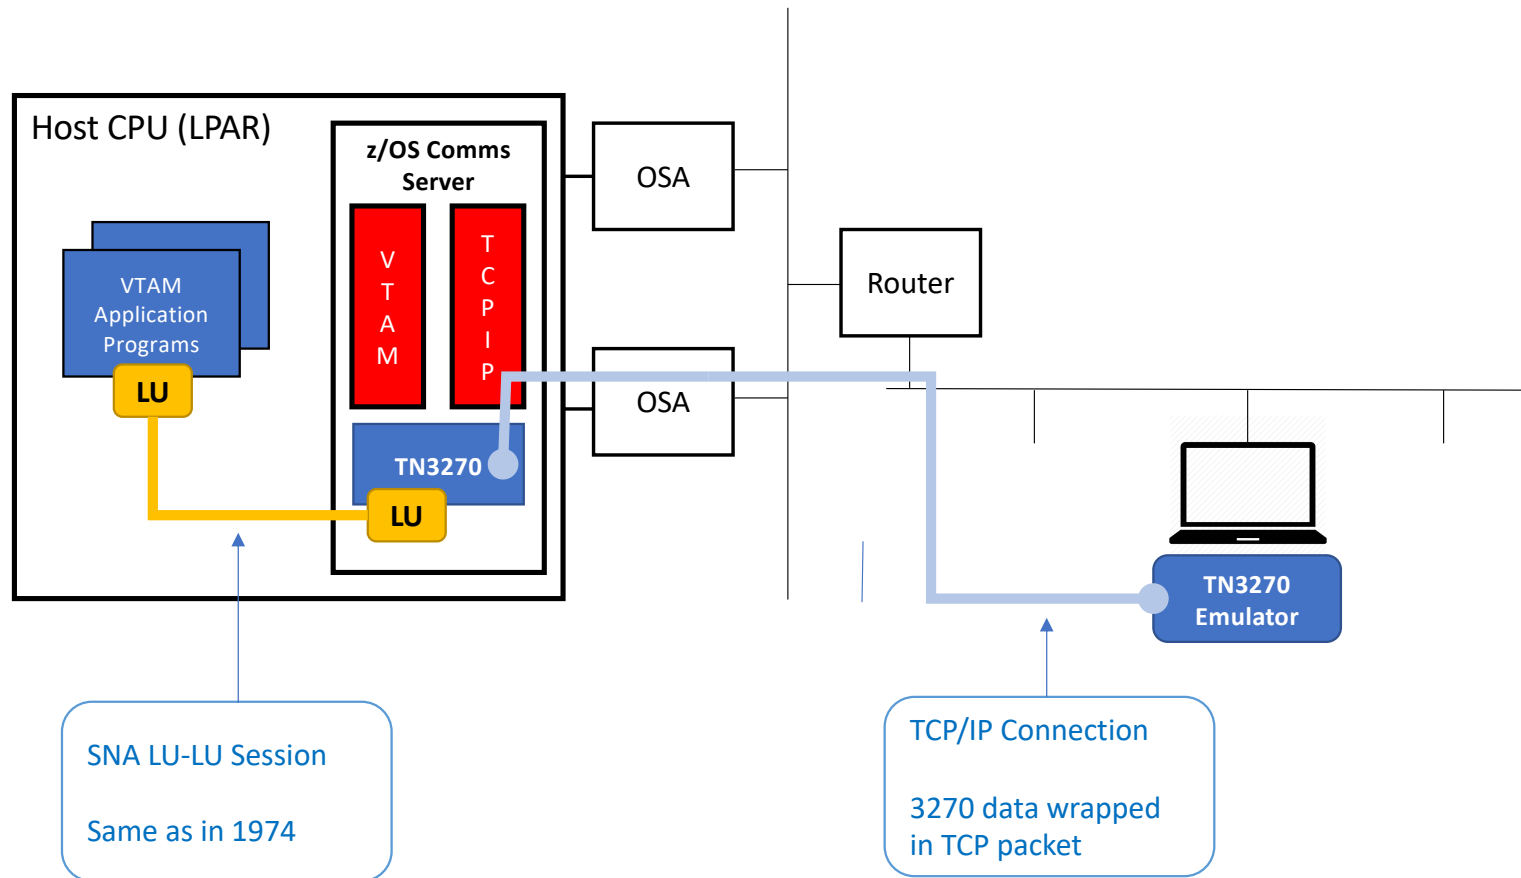 Host CPU (LPAR)
z/OS Comms
Server
OSA
VTAM
Application
Programs
LU
V
T
A
M
T
C
P
I
P
Router
OSA
TN3270
LU
TN3270
Emulator
SNA LU-LU Session
Same as in 1974
TCP/IP Connection
3270 data wrapped
in TCP packet